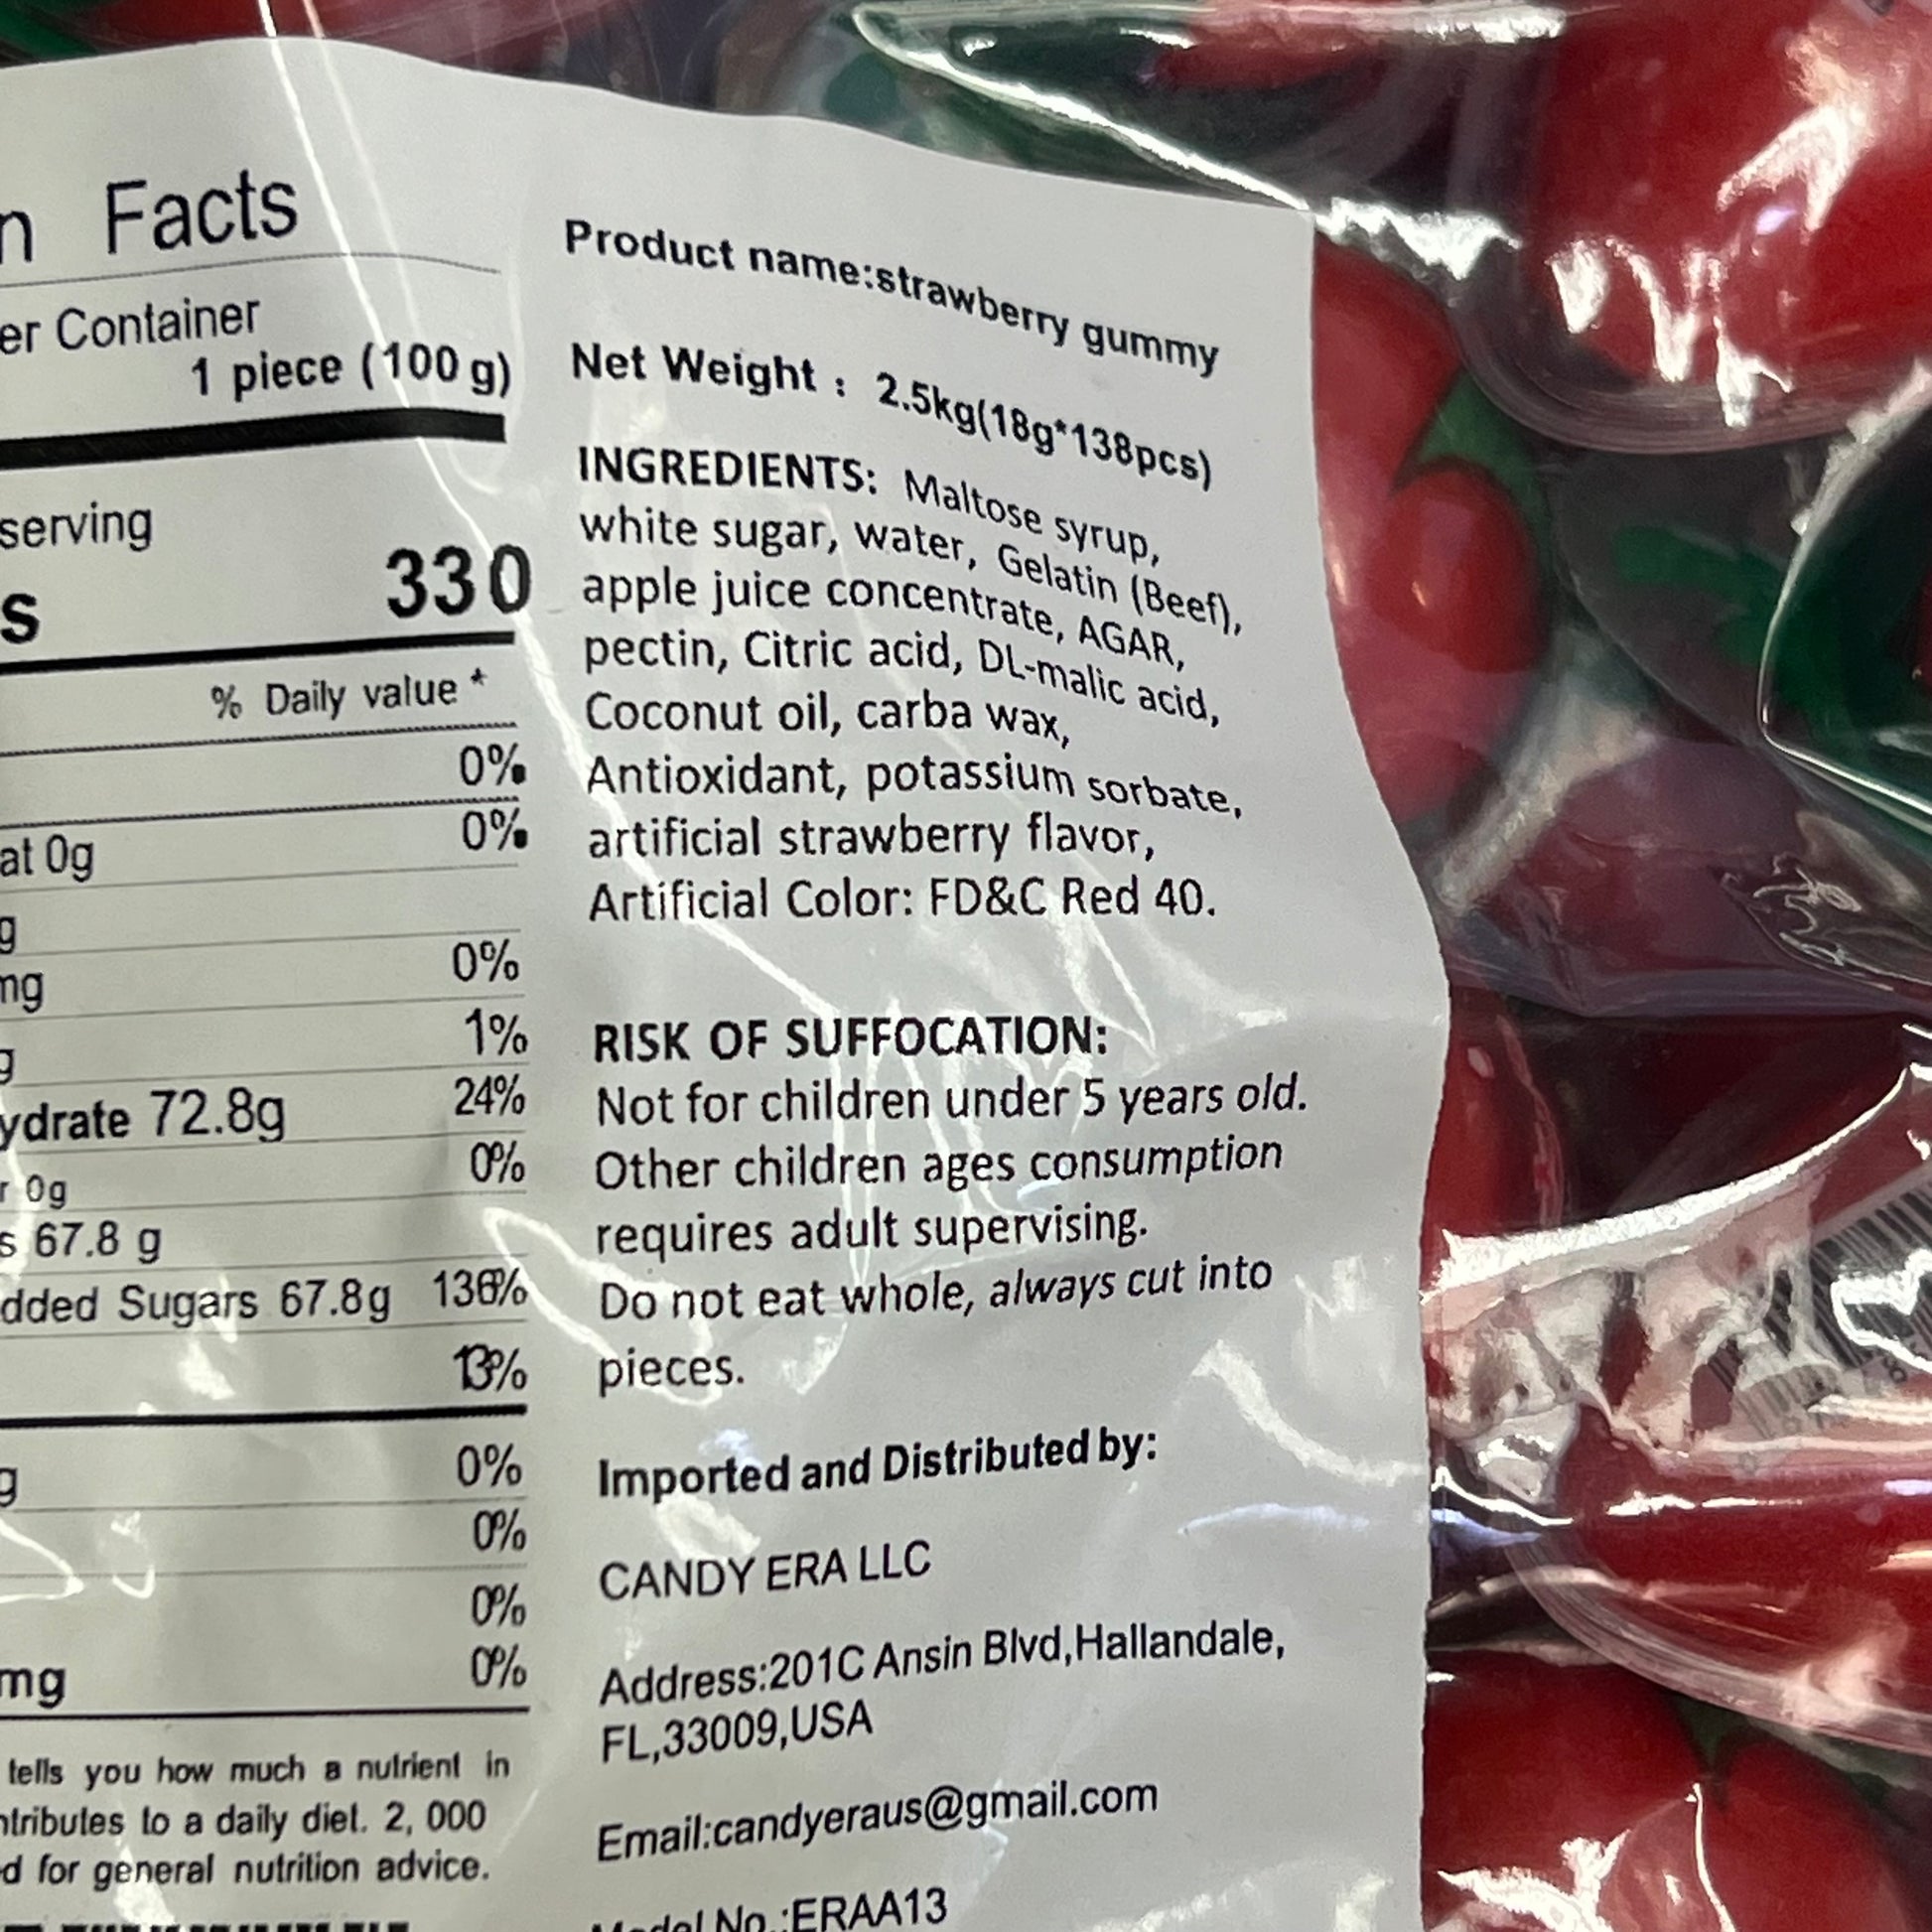 Facts
Container
1 piece (100 g)
serving
330
% Daily value *
0%
0%
0g
0%
1%
72.8g 24%
0%
0g
67.8 g
Sugars 67.8g 136%
13%
g 0%
0%
0%
mg 0%
tells you how much a nutrient in
to a daily diet. 2, 000
for general nutrition advice.
Product name:strawberry gummy
Net Weight : 2.5kg(18g*138pcs)
INGREDIENTS: Maltose syrup,
white sugar, water, Gelatin (Beef),
apple juice concentrate, AGAR,
pectin, Citric acid, DL-malic acid,
Coconut oil, carba wax,
Antioxidant, potassium sorbate,
artificial strawberry flavor,
Artificial Color: FD&C Red 40.
RISK OF SUFFOCATION:
Not for children under 5 years old.
Other children ages consumption
requires adult supervising.
Do not eat whole, always cut into
pieces.
Imported and Distributed by:
CANDY ERA LLC
Address:201C Ansin Blvd,Hallandale,
FL,33009,USA
Email:candyeraus@gmail.com
Model No.:ERAA13